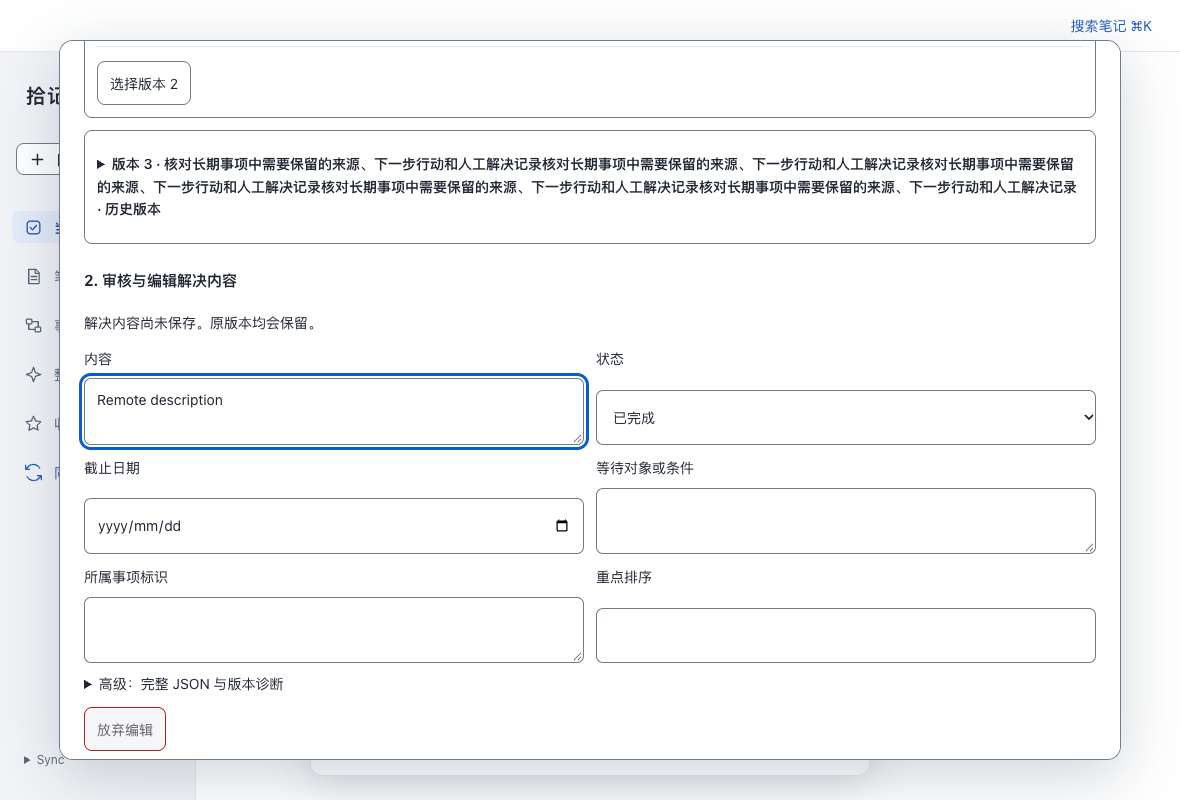 搜索笔记 ⌘K
拾记
选择版本 2
版本 3 · 核对长期事项中需要保留的来源、下一步行动和人工解决记录核对长期事项中需要保留的来源、下一步行动和人工解决记录核对长期事项中需要保留
的来源、下一步行动和人工解决记录核对长期事项中需要保留的来源、下一步行动和人工解决记录核对长期事项中需要保留的来源、下一步行动和人工解决记录
· 历史版本
2. 审核与编辑解决内容
解决内容尚未保存。原版本均会保留。
内容
状态
Remote description
已完成
截止日期
等待对象或条件
yyyy/mm/dd
所属事项标识
重点排序
高级：完整 JSON 与版本诊断
放弃编辑
Sync